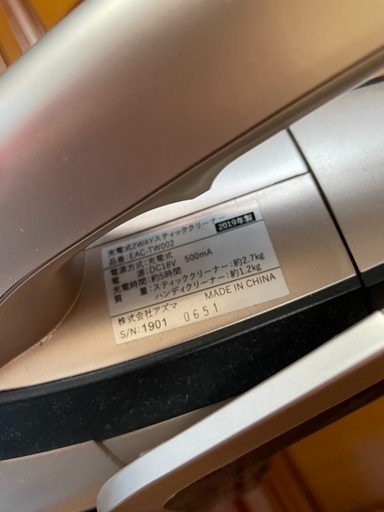 充電式2WAYスティッククリーナー
品番: EAC-TW002 2019年製
電源方式: 充電式
電　　源: DC18V 500mA
充電時間: 約5時間
質　　量: スティッククリーナー: 約2.7kg
ハンディクリーナー: 約1.2kg
株式会社アズマ MADE IN CHINA
S/N: 1901 0651